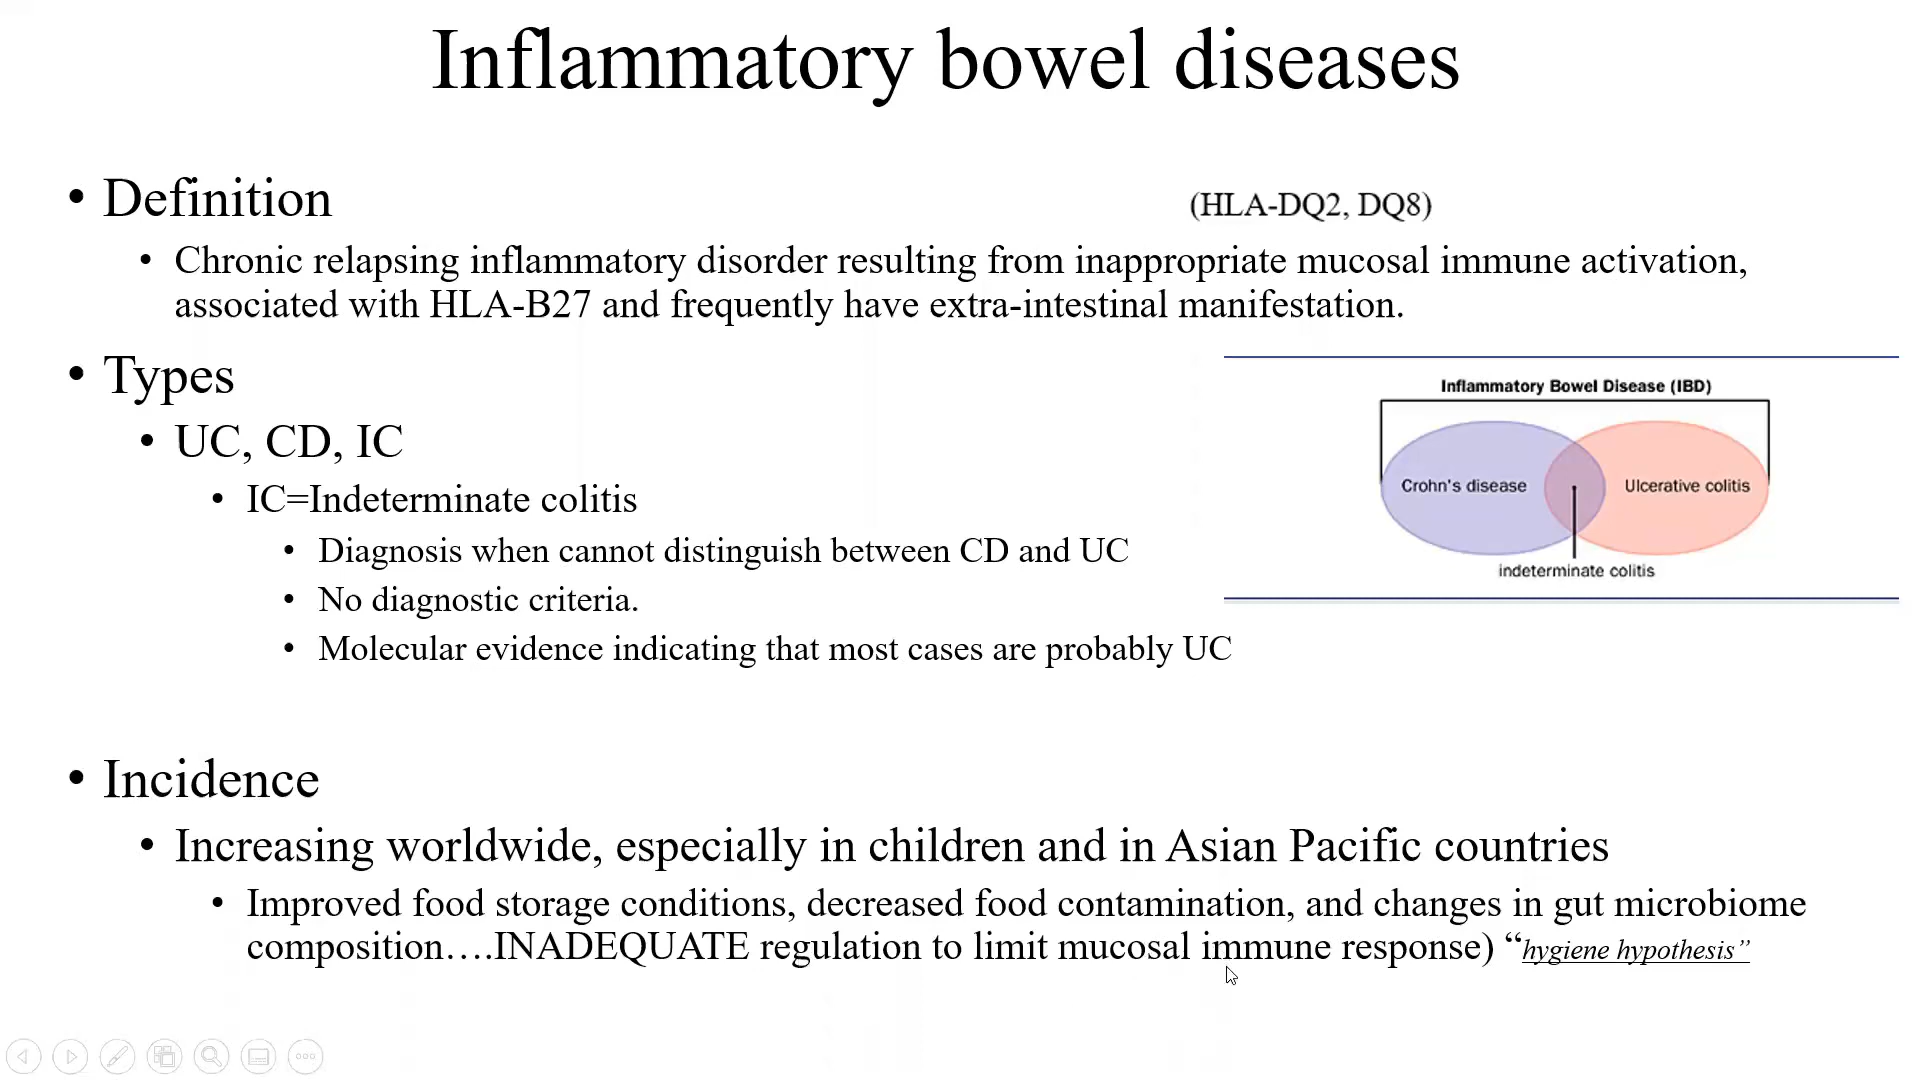 Inflammatory bowel diseases
• Definition
(HLA-DQ2, DQ8)
• Chronic relapsing inflammatory disorder resulting from inappropriate mucosal immune activation,
associated with HLA-B27 and frequently have extra-intestinal manifestation.
• Types
• UC, CD, IC
• IC=Indeterminate colitis
• Diagnosis when cannot distinguish between CD and UC
• No diagnostic criteria.
• Molecular evidence indicating that most cases are probably UC
Inflammatory Bowel Disease (IBD)
Crohn's disease
Ulcerative colitis
indeterminate colitis
• Incidence
• Increasing worldwide, especially in children and in Asian Pacific countries
• Improved food storage conditions, decreased food contamination, and changes in gut microbiome
composition….INADEQUATE regulation to limit mucosal immune response) “hygiene hypothesis”